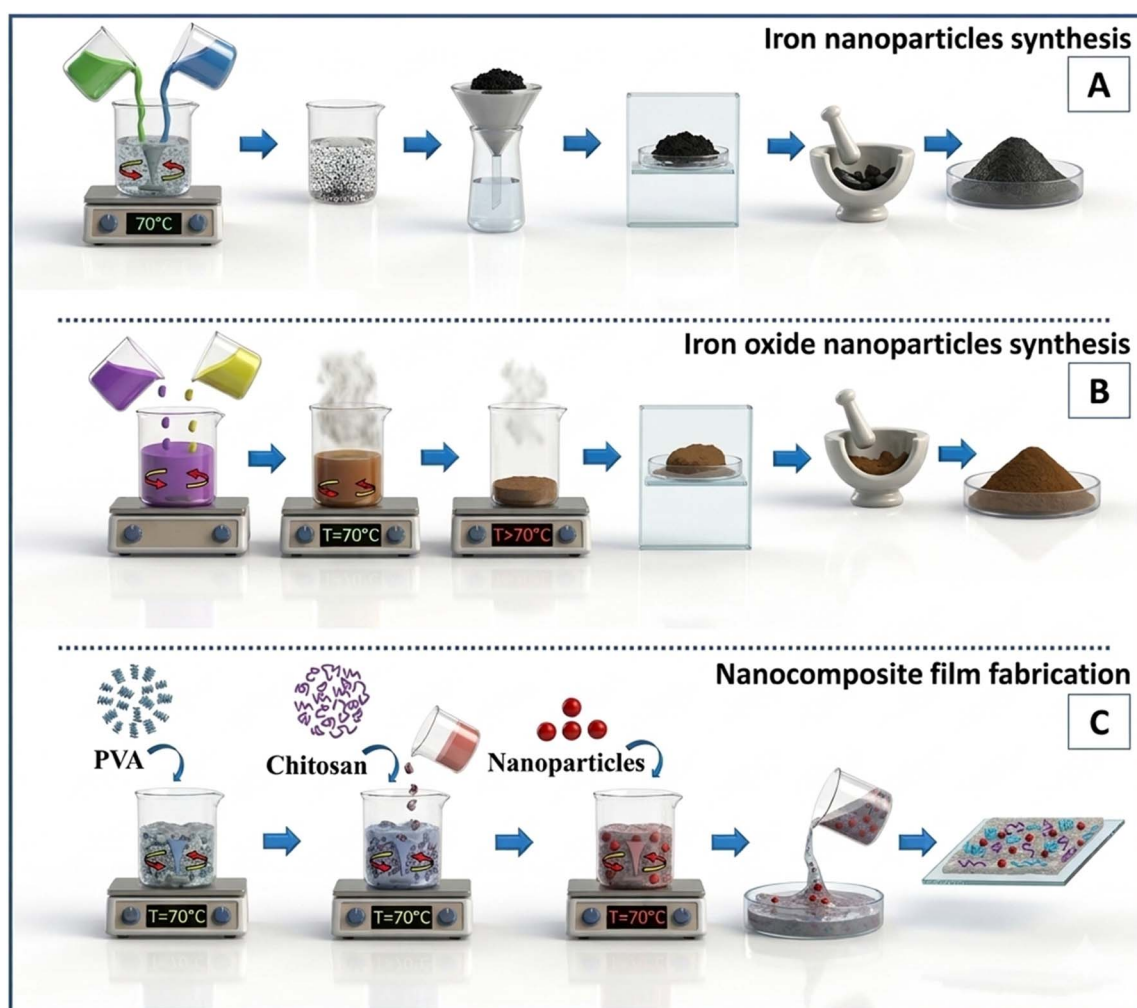 Iron nanoparticles synthesis
A
70°C
Iron oxide nanoparticles synthesis
B
T=70°C
T>70°C
Nanocomposite film fabrication
C
PVA
Chitosan
Nanoparticles
T=70°C
T=70°C
T=70°C